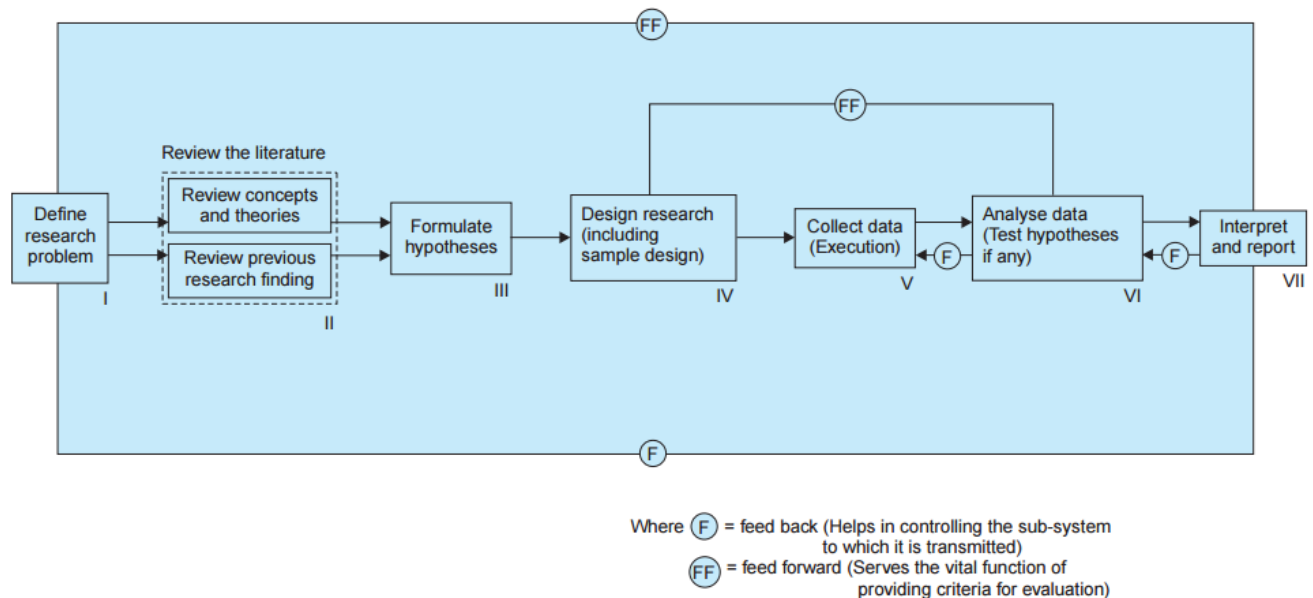 FF
FF
Review the literature
Review concepts
and theories
Review previous
research finding
Define
research
problem
I
II
Formulate
hypotheses
III
Design research
(including
sample design)
IV
Collect data
(Execution)
V
F
Analyse data
(Test hypotheses
if any)
VI
F
Interpret
and report
VII
F
Where F = feed back (Helps in controlling the sub-system
to which it is transmitted)
FF = feed forward (Serves the vital function of
providing criteria for evaluation)